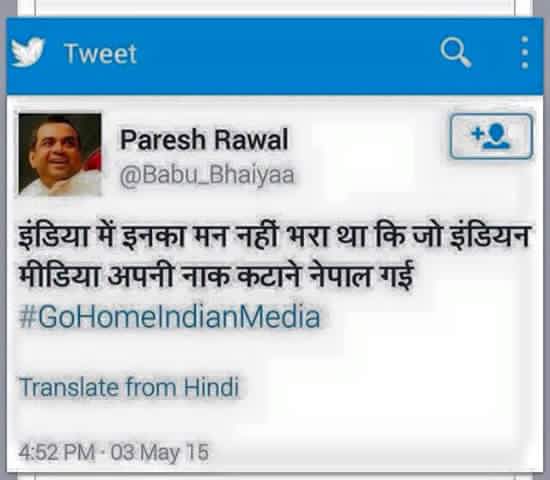 Tweet
Paresh Rawal
@Babu_Bhaiyaa
इंडिया में इनका मन नहीं भरा था कि जो इंडियन
मीडिया अपनी नाक कटाने नेपाल गई
#GoHomeIndianMedia
Translate from Hindi
4:52 PM · 03 May 15